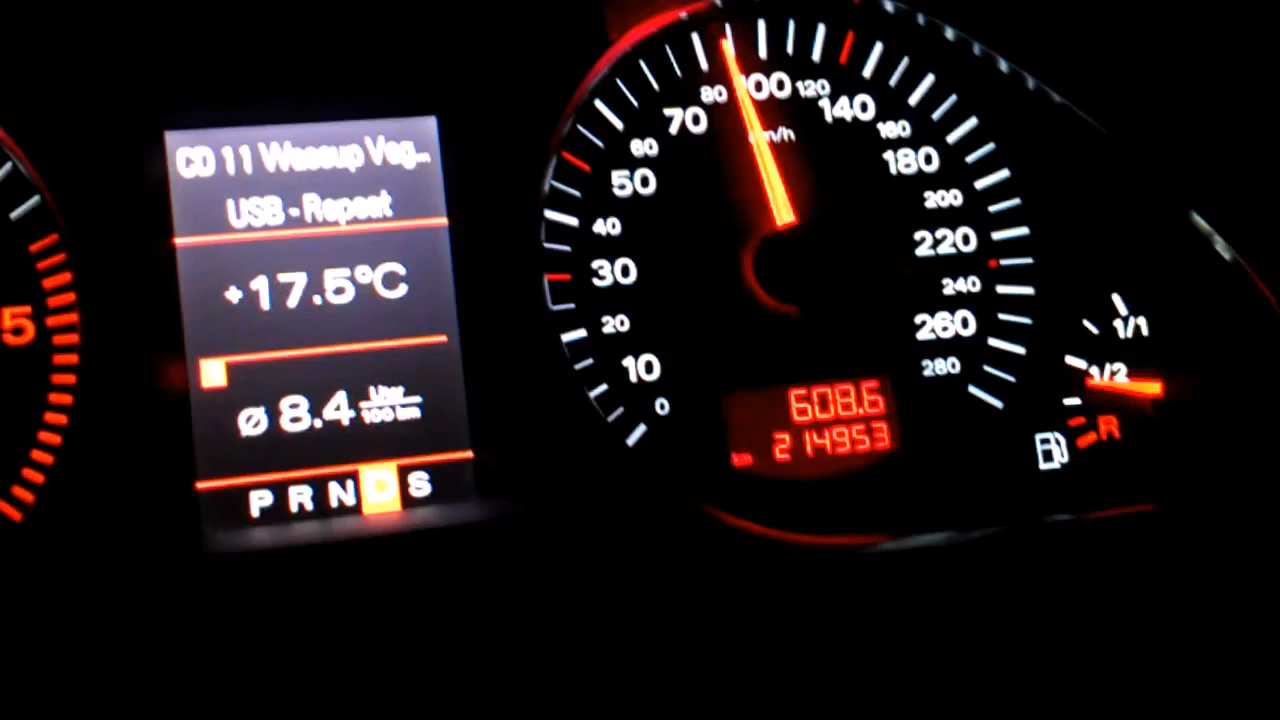 CD 11 Wassup Veg...
USB - Repeat
+17.5°C
ø 8.4 Liter/100 km
P R N D S
5
0
10
20
30
40
50
60
70
80
100
120
140
160
180
200
220
240
260
280
km/h
608.6
km 214953
1/1
1/2
R